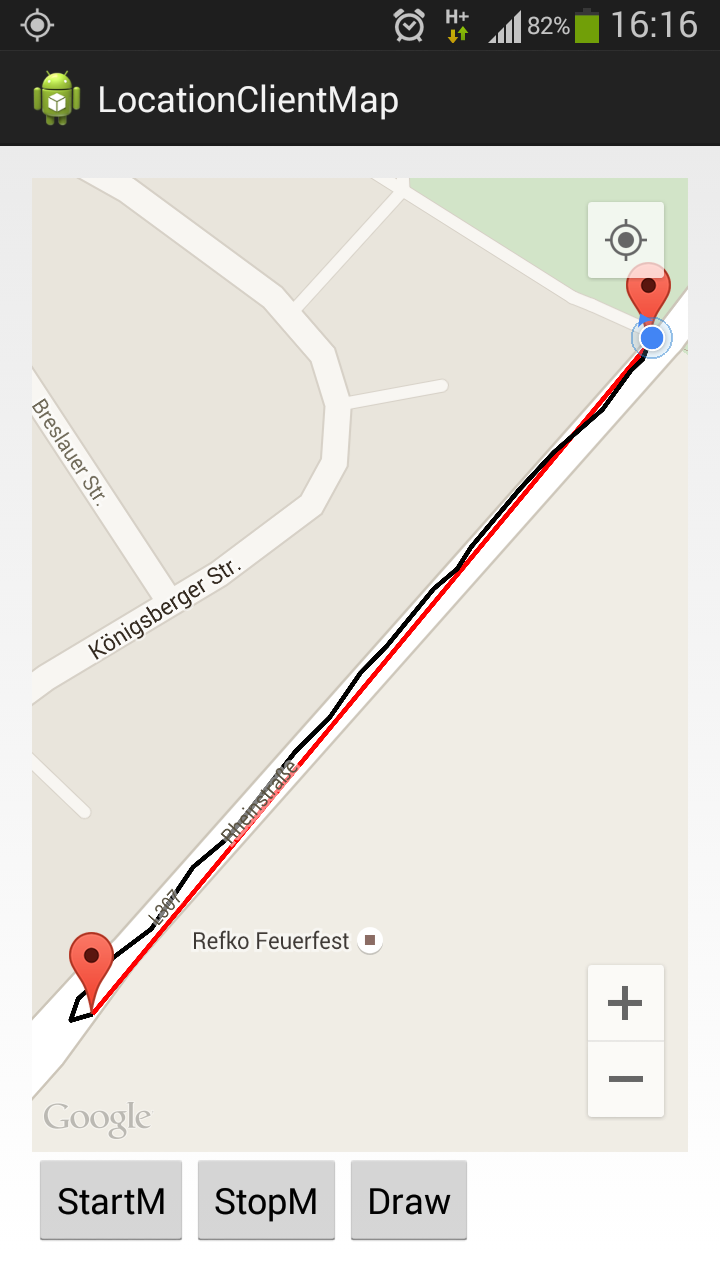 H+
82%
16:16
LocationClientMap
Breslauer Str.
Königsberger Str.
Rheinstraße
L307
Refko Feuerfest
Google
StartM
StopM
Draw